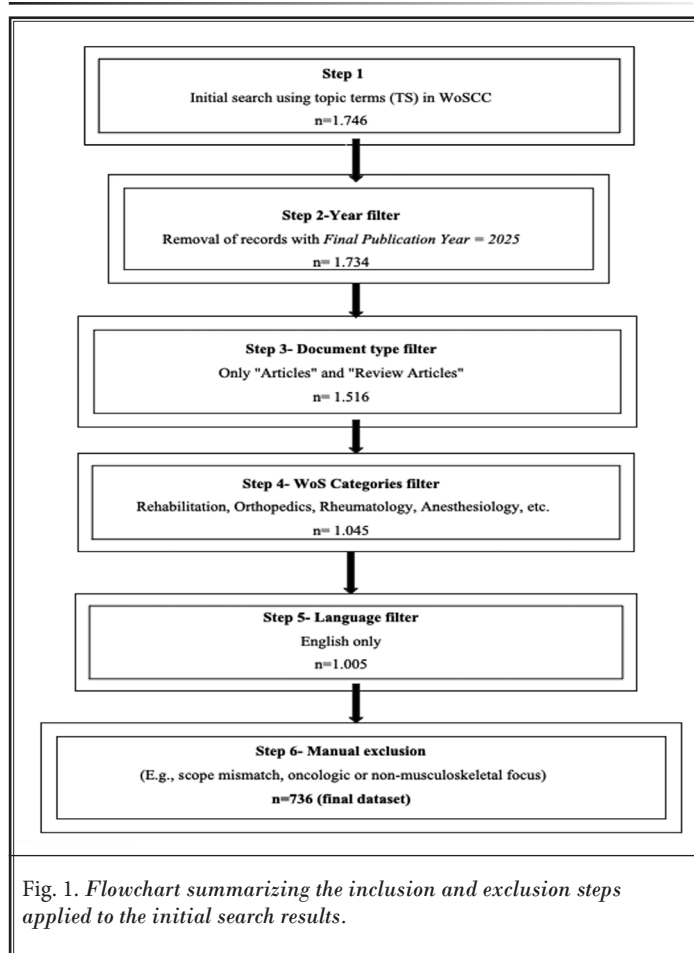 Step 1
Initial search using topic terms (TS) in WoSCC
n=1.746
Step 2-Year filter
Removal of records with Final Publication Year = 2025
n= 1.734
Step 3- Document type filter
Only "Articles" and "Review Articles"
n= 1.516
Step 4- WoS Categories filter
Rehabilitation, Orthopedics, Rheumatology, Anesthesiology, etc.
n= 1.045
Step 5- Language filter
English only
n=1.005
Step 6- Manual exclusion
(E.g., scope mismatch, oncologic or non-musculoskeletal focus)
n=736 (final dataset)
Fig. 1. Flowchart summarizing the inclusion and exclusion steps
applied to the initial search results.